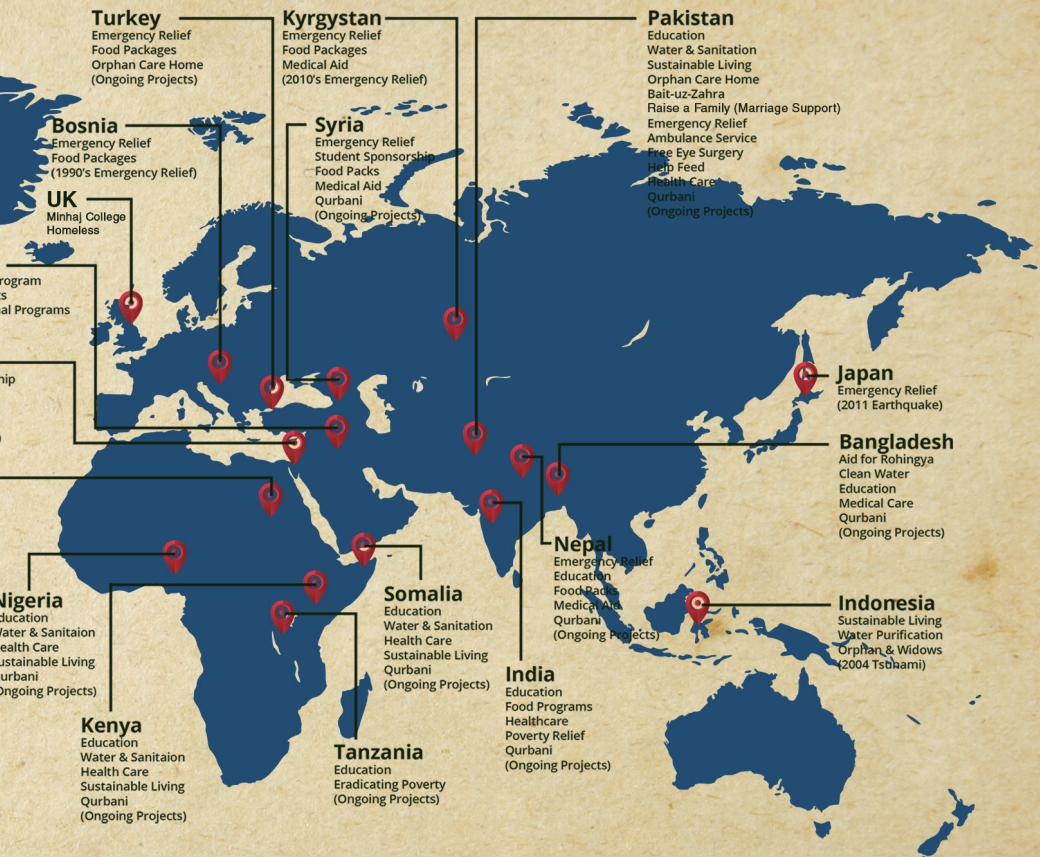 Turkey
Emergency Relief
Food Packages
Orphan Care Home
(Ongoing Projects)
Kyrgystan
Emergency Relief
Food Packages
Medical Aid
(2010's Emergency Relief)
Pakistan
Education
Water & Sanitation
Sustainable Living
Orphan Care Home
Bait-uz-Zahra
Raise a Family (Marriage Support)
Emergency Relief
Ambulance Service
Free Eye Surgery
Help Feed
Health Care
Qurbani
(Ongoing Projects)
Bosnia
Emergency Relief
Food Packages
(1990's Emergency Relief)
Syria
Emergency Relief
Student Sponsorship
Food Packs
Medical Aid
Qurbani
(Ongoing Projects)
UK
Minhaj College
Homeless
rogram
s
al Programs
hip
)
Japan
Emergency Relief
(2011 Earthquake)
Bangladesh
Aid for Rohingya
Clean Water
Education
Medical Care
Qurbani
(Ongoing Projects)
Nepal
Emergency Relief
Education
Food Packs
Medical Aid
Qurbani
(Ongoing Projects)
Indonesia
Sustainable Living
Water Purification
Orphan & Widows
(2004 Tsunami)
Nigeria
ducation
Water & Sanitaion
ealth Care
ustainable Living
urbani
Ongoing Projects)
Somalia
Education
Water & Sanitation
Health Care
Sustainable Living
Qurbani
(Ongoing Projects)
India
Education
Food Programs
Healthcare
Poverty Relief
Qurbani
(Ongoing Projects)
Kenya
Education
Water & Sanitaion
Health Care
Sustainable Living
Qurbani
(Ongoing Projects)
Tanzania
Education
Eradicating Poverty
(Ongoing Projects)